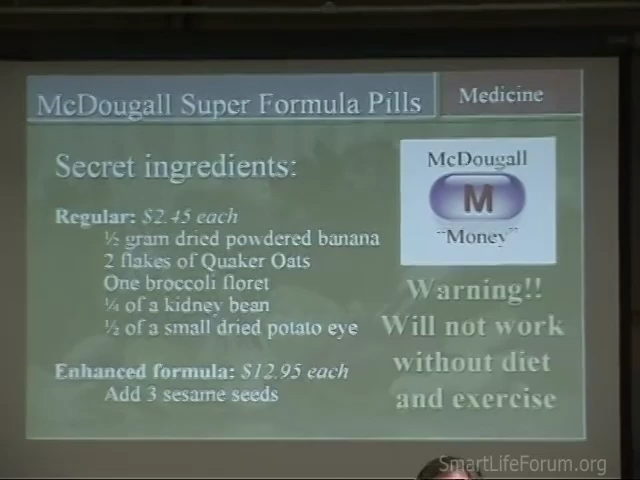 McDougall Super Formula Pills
Medicine
Secret ingredients:
Regular: $2.45 each
½ gram dried powdered banana
2 flakes of Quaker Oats
One broccoli floret
¼ of a kidney bean
½ of a small dried potato eye
Enhanced formula: $12.95 each
Add 3 sesame seeds
McDougall
M
"Money"
Warning!!
Will not work
without diet
and exercise
SmartLifeForum.org